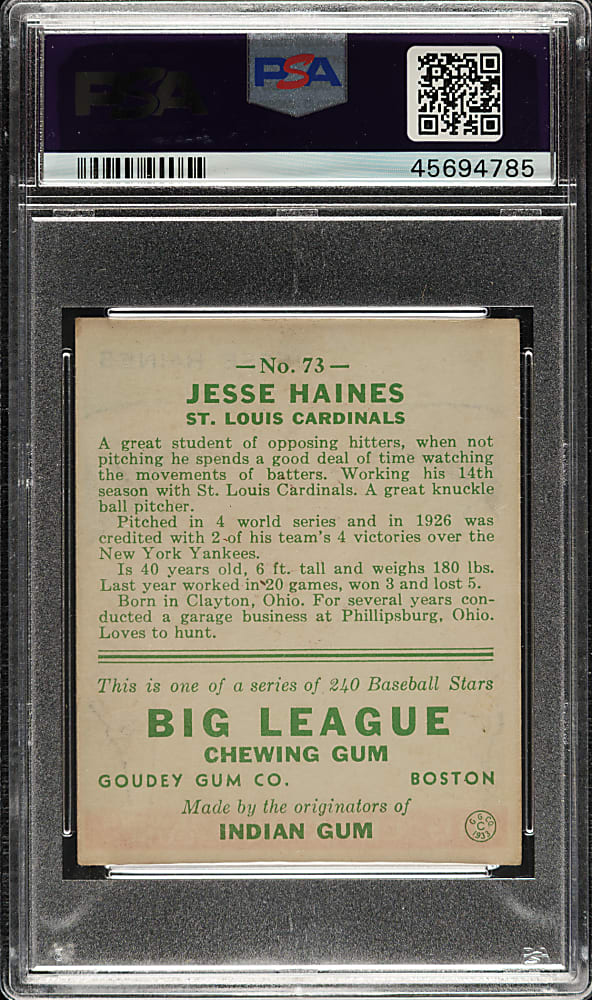 PSA
PSA
45694785
— No. 73 —
JESSE HAINES
ST. LOUIS CARDINALS
A great student of opposing hitters, when not
pitching he spends a good deal of time watching
the movements of batters. Working his 14th
season with St. Louis Cardinals. A great knuckle
ball pitcher.
Pitched in 4 world series and in 1926 was
credited with 2 of his team's 4 victories over the
New York Yankees.
Is 40 years old, 6 ft. tall and weighs 180 lbs.
Last year worked in 20 games, won 3 and lost 5.
Born in Clayton, Ohio. For several years con-
ducted a garage business at Phillipsburg, Ohio.
Loves to hunt.
This is one of a series of 240 Baseball Stars
BIG LEAGUE
CHEWING GUM
GOUDEY GUM CO. BOSTON
Made by the originators of
INDIAN GUM
G. G. CO.
C
1933